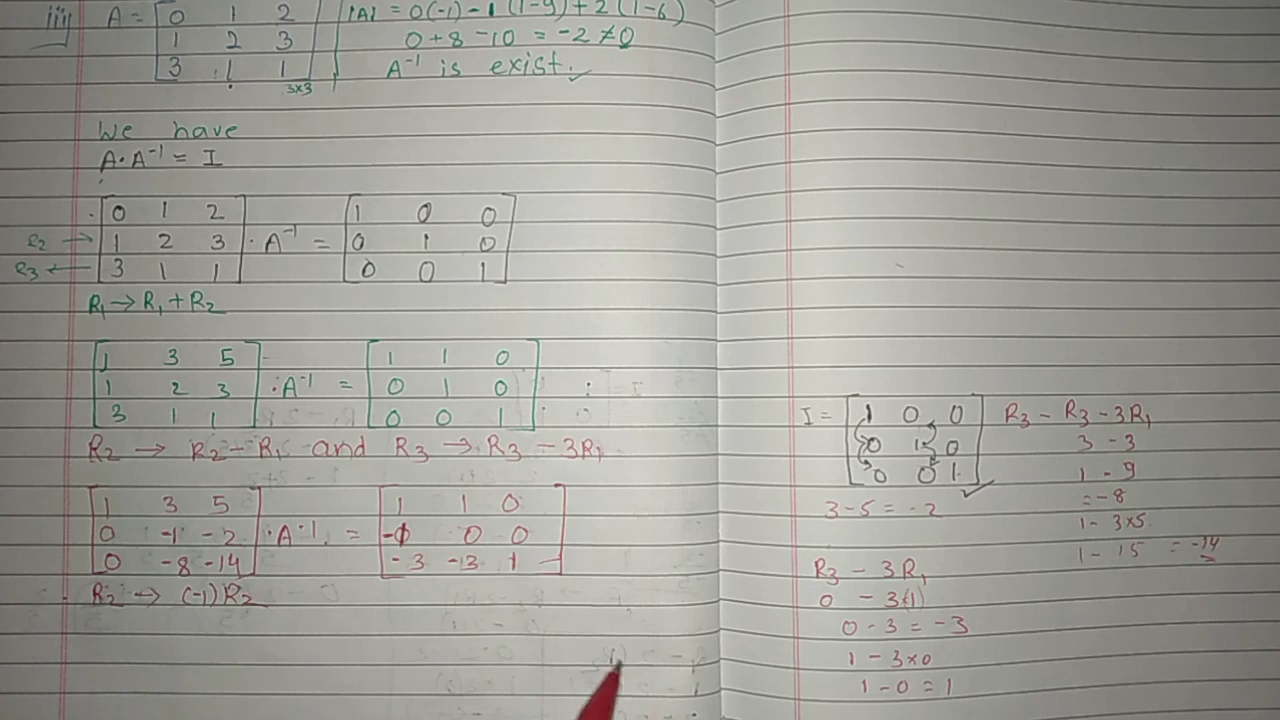 iii) A = [0 1 2 |A| = 0(-1) - 1(1-9) + 2(1-6)
1 2 3 0+8-10 = -2 ≠ 0
3 1 1]3×3 A⁻¹ is exist. ✓
We have
A·A⁻¹ = I
[0 1 2] [1 0 0]
R2 → [1 2 3] · A⁻¹ = [0 1 0]
R3 ← [3 1 1] [0 0 1]
R₁ → R₁ + R₂
[1 3 5] [1 1 0]
[1 2 3] · A⁻¹ = [0 1 0]
[3 1 1] [0 0 1]
R₂ → R₂ - R₁ and R₃ → R₃ - 3R₁
[1 3 5] [1 1 0]
[0 -1 -2] · A⁻¹ = [-1 0 0]
[0 -8 -14] [-3 -3 1]
R₂ → (-1)R₂
I = [1 0 0] R₃ - R₃ - 3R₁
[0 1 0] 3 - 3
[0 0 1] ✓ 1 - 9
3-5 = -2 = -8
1 - 3×5
1 - 15 = -14
R₃ - 3R₁
0 - 3(1)
0 - 3 = -3
1 - 3×0
1 - 0 = 1